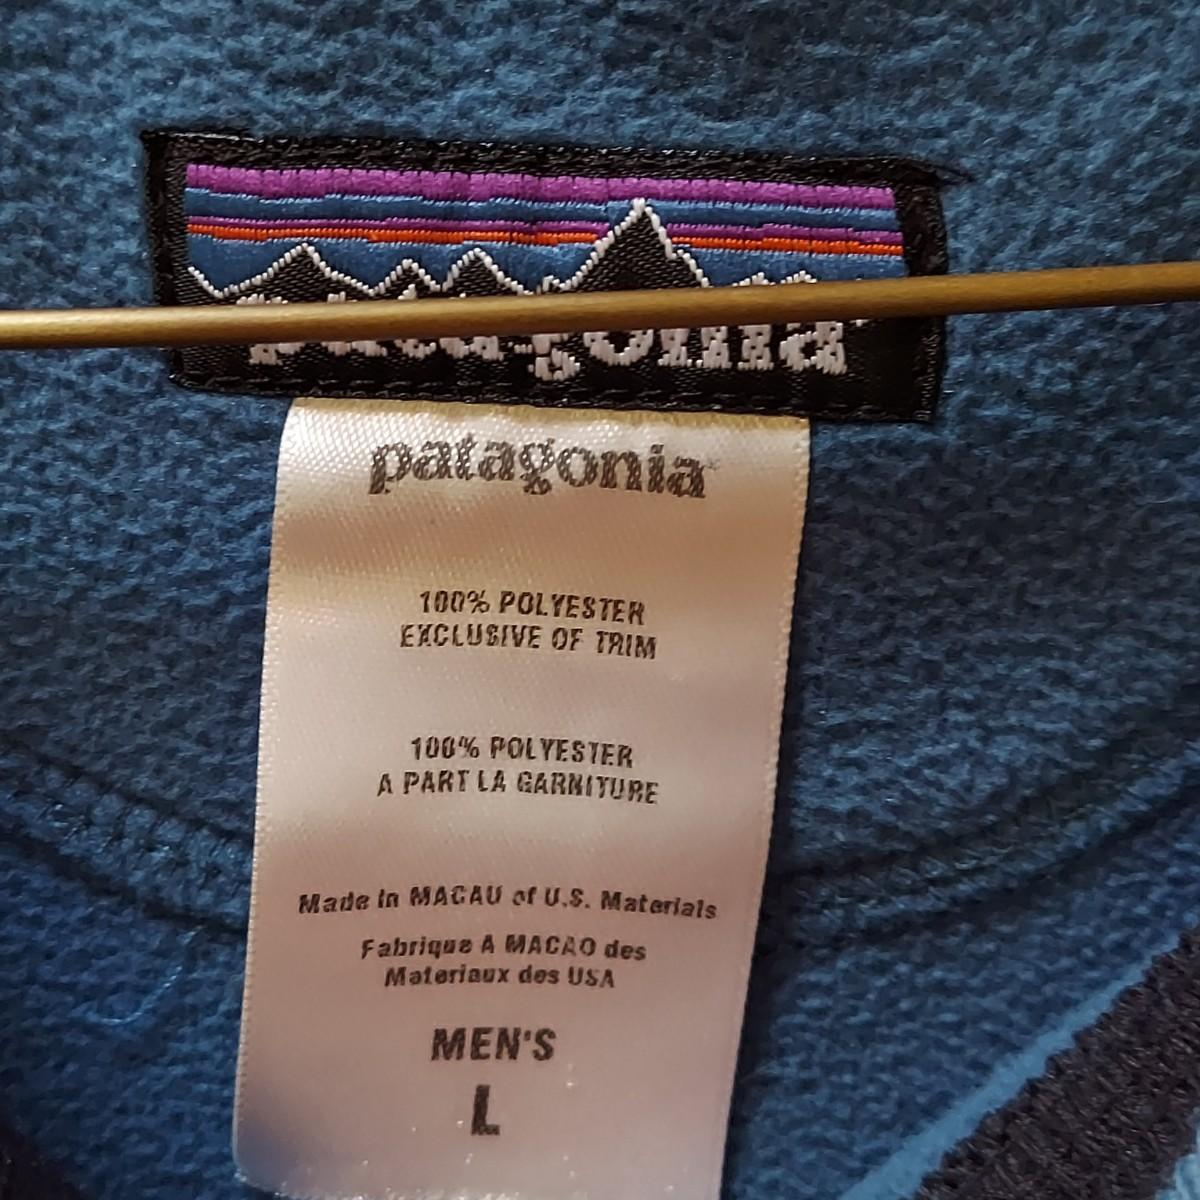 patagonia
patagonia
100% POLYESTER
EXCLUSIVE OF TRIM
100% POLYESTER
A PART LA GARNITURE
Made in MACAU of U.S. Materials
Fabrique A MACAO des
Materiaux des USA
MEN'S
L